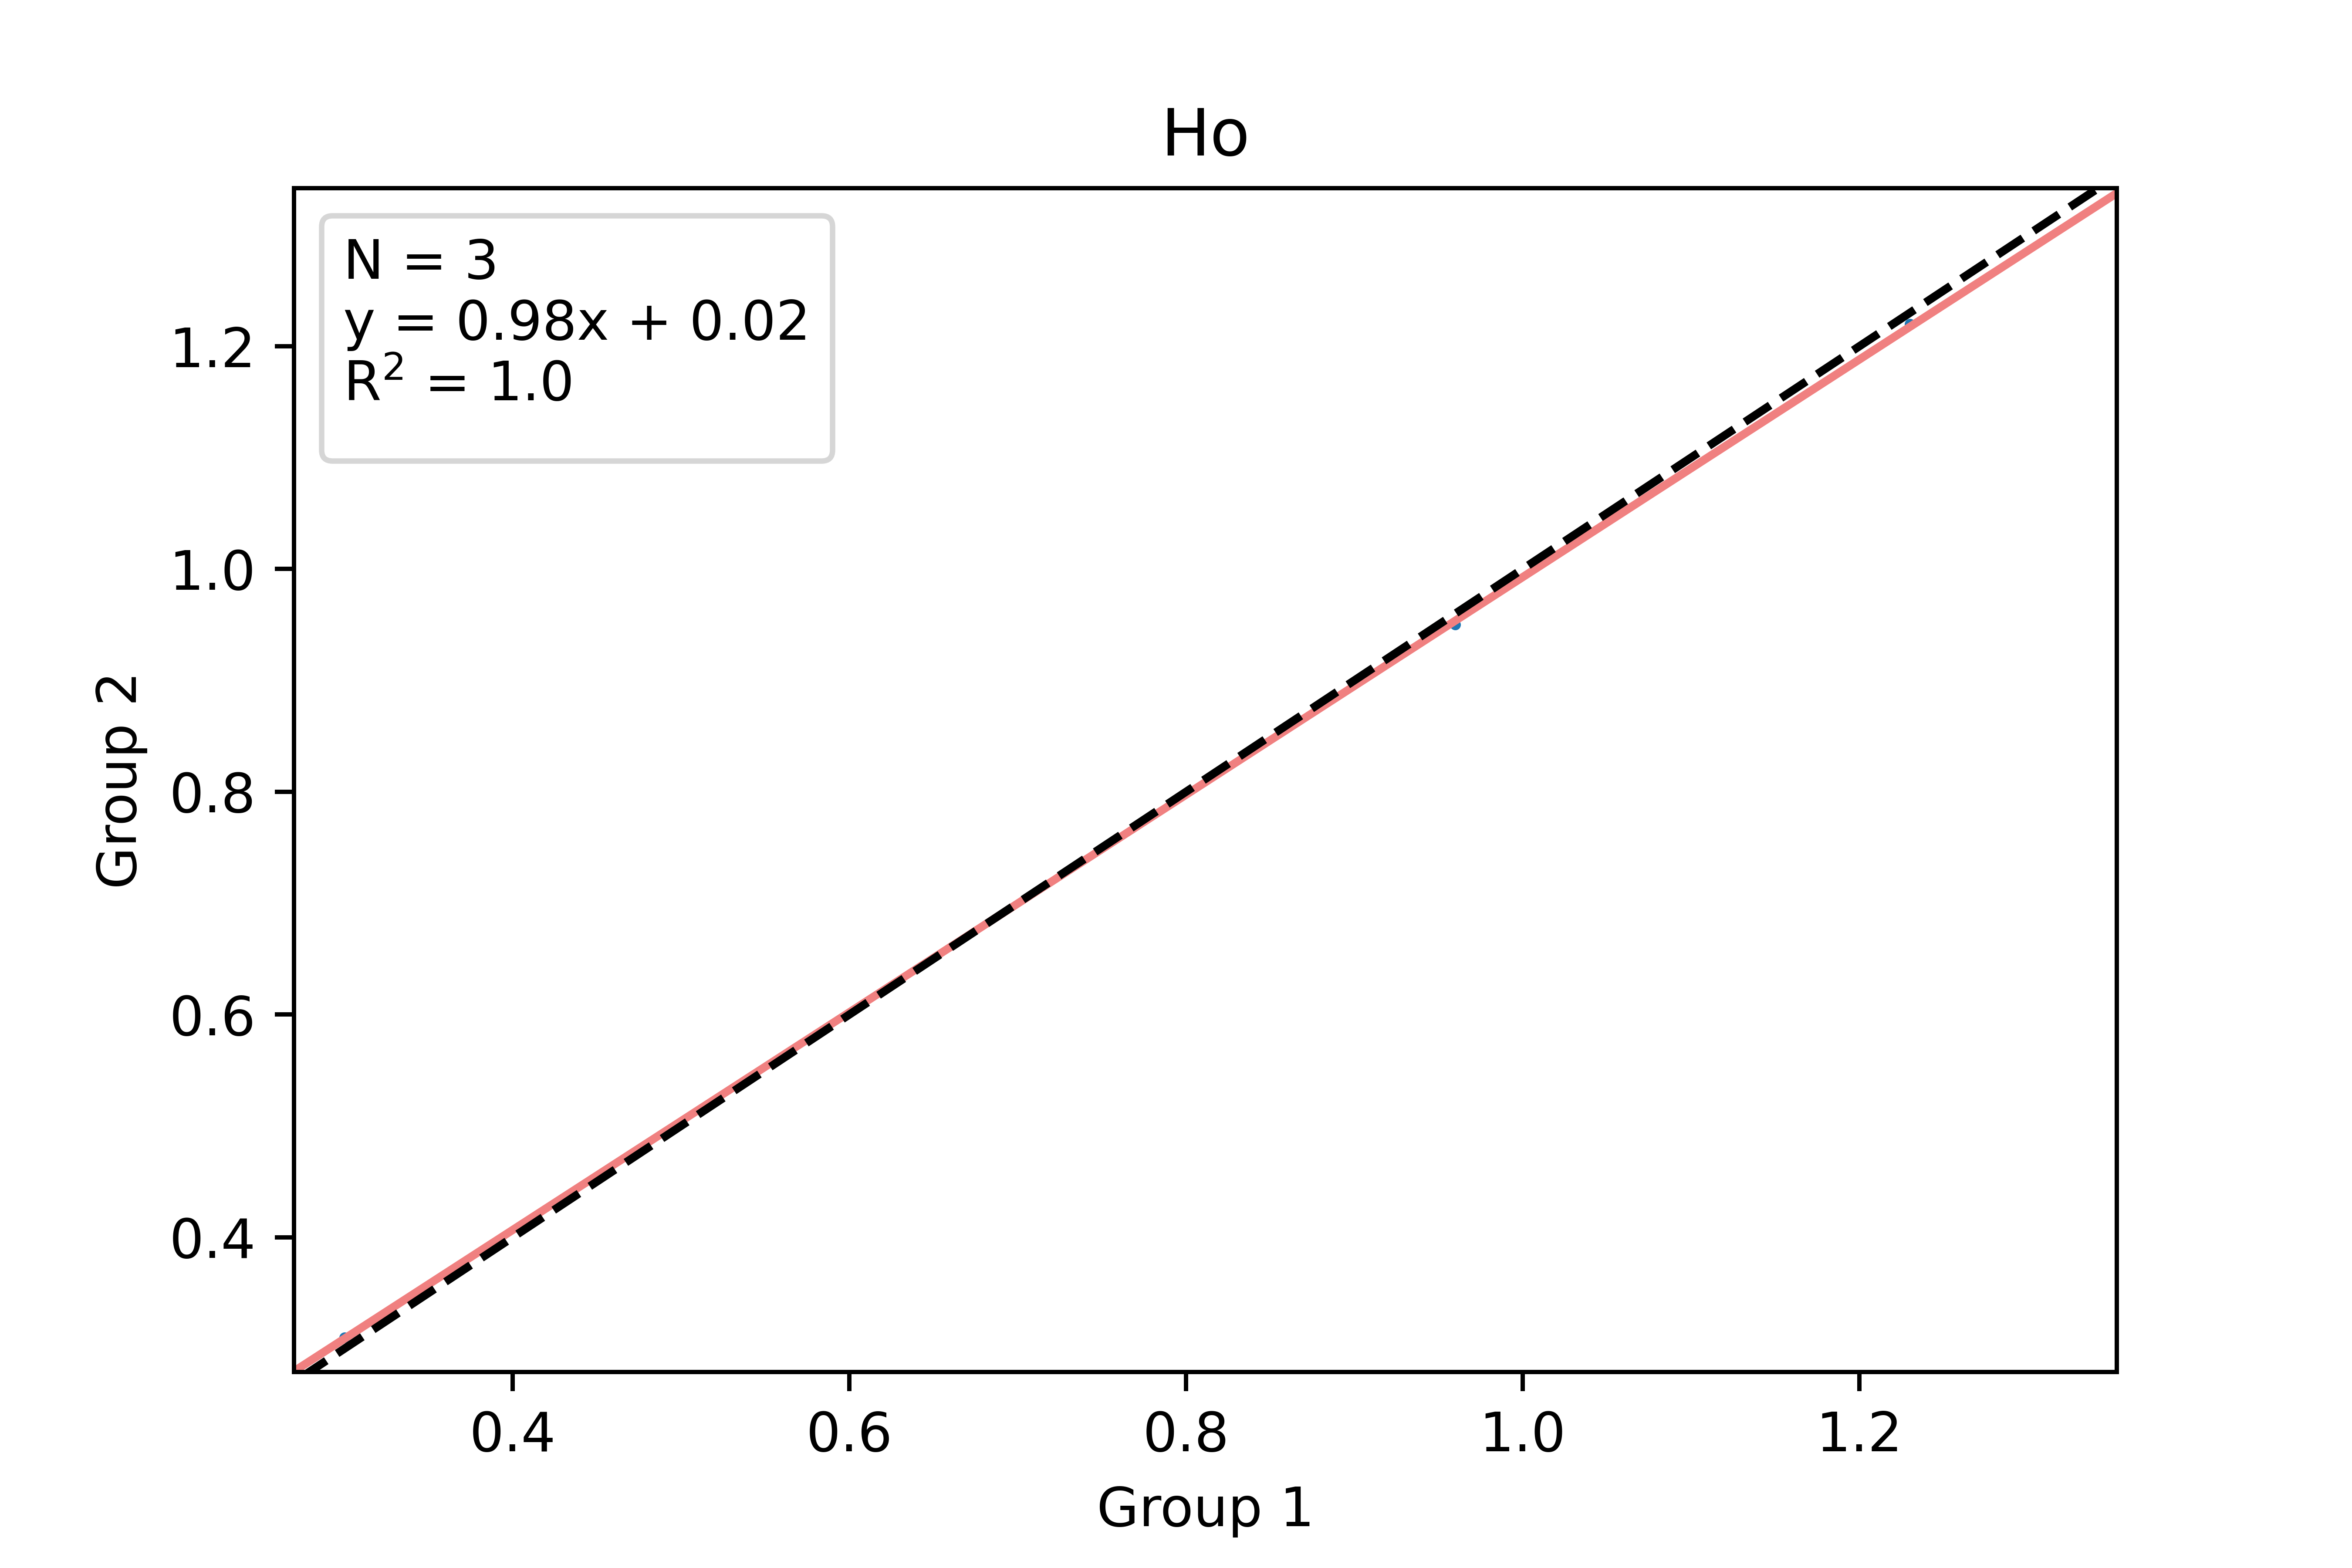 Ho
N = 3
y = 0.98x + 0.02
R² = 1.0
1.2
1.0
0.8
0.6
0.4
Group 2
0.4 0.6 0.8 1.0 1.2
Group 1